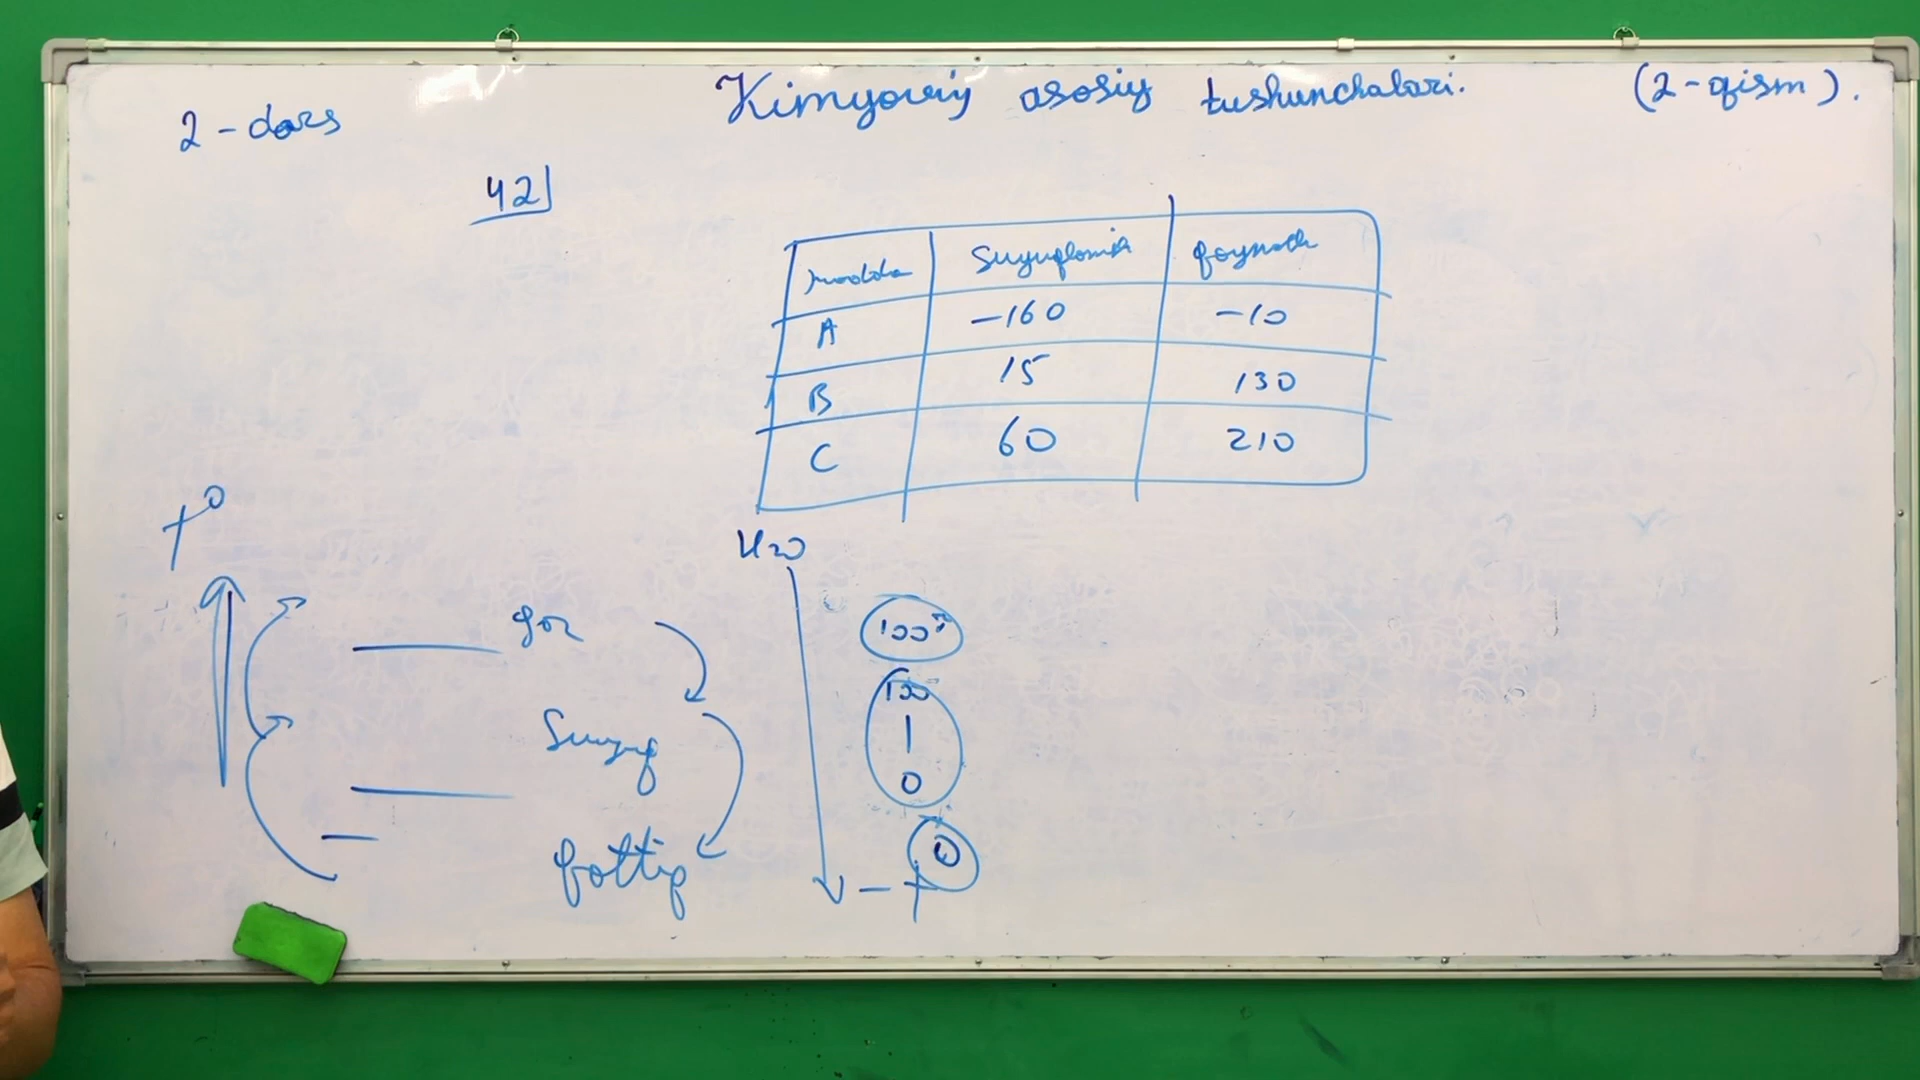 2-dars Kimyoviy asosiy tushunchalari. (2-qism).
42
modda Suyuqlanish qaynash
A -160 -10
B 15 130
C 60 210
t°
H2O
gaz 100
Suyuq 100
0
qattiq 0